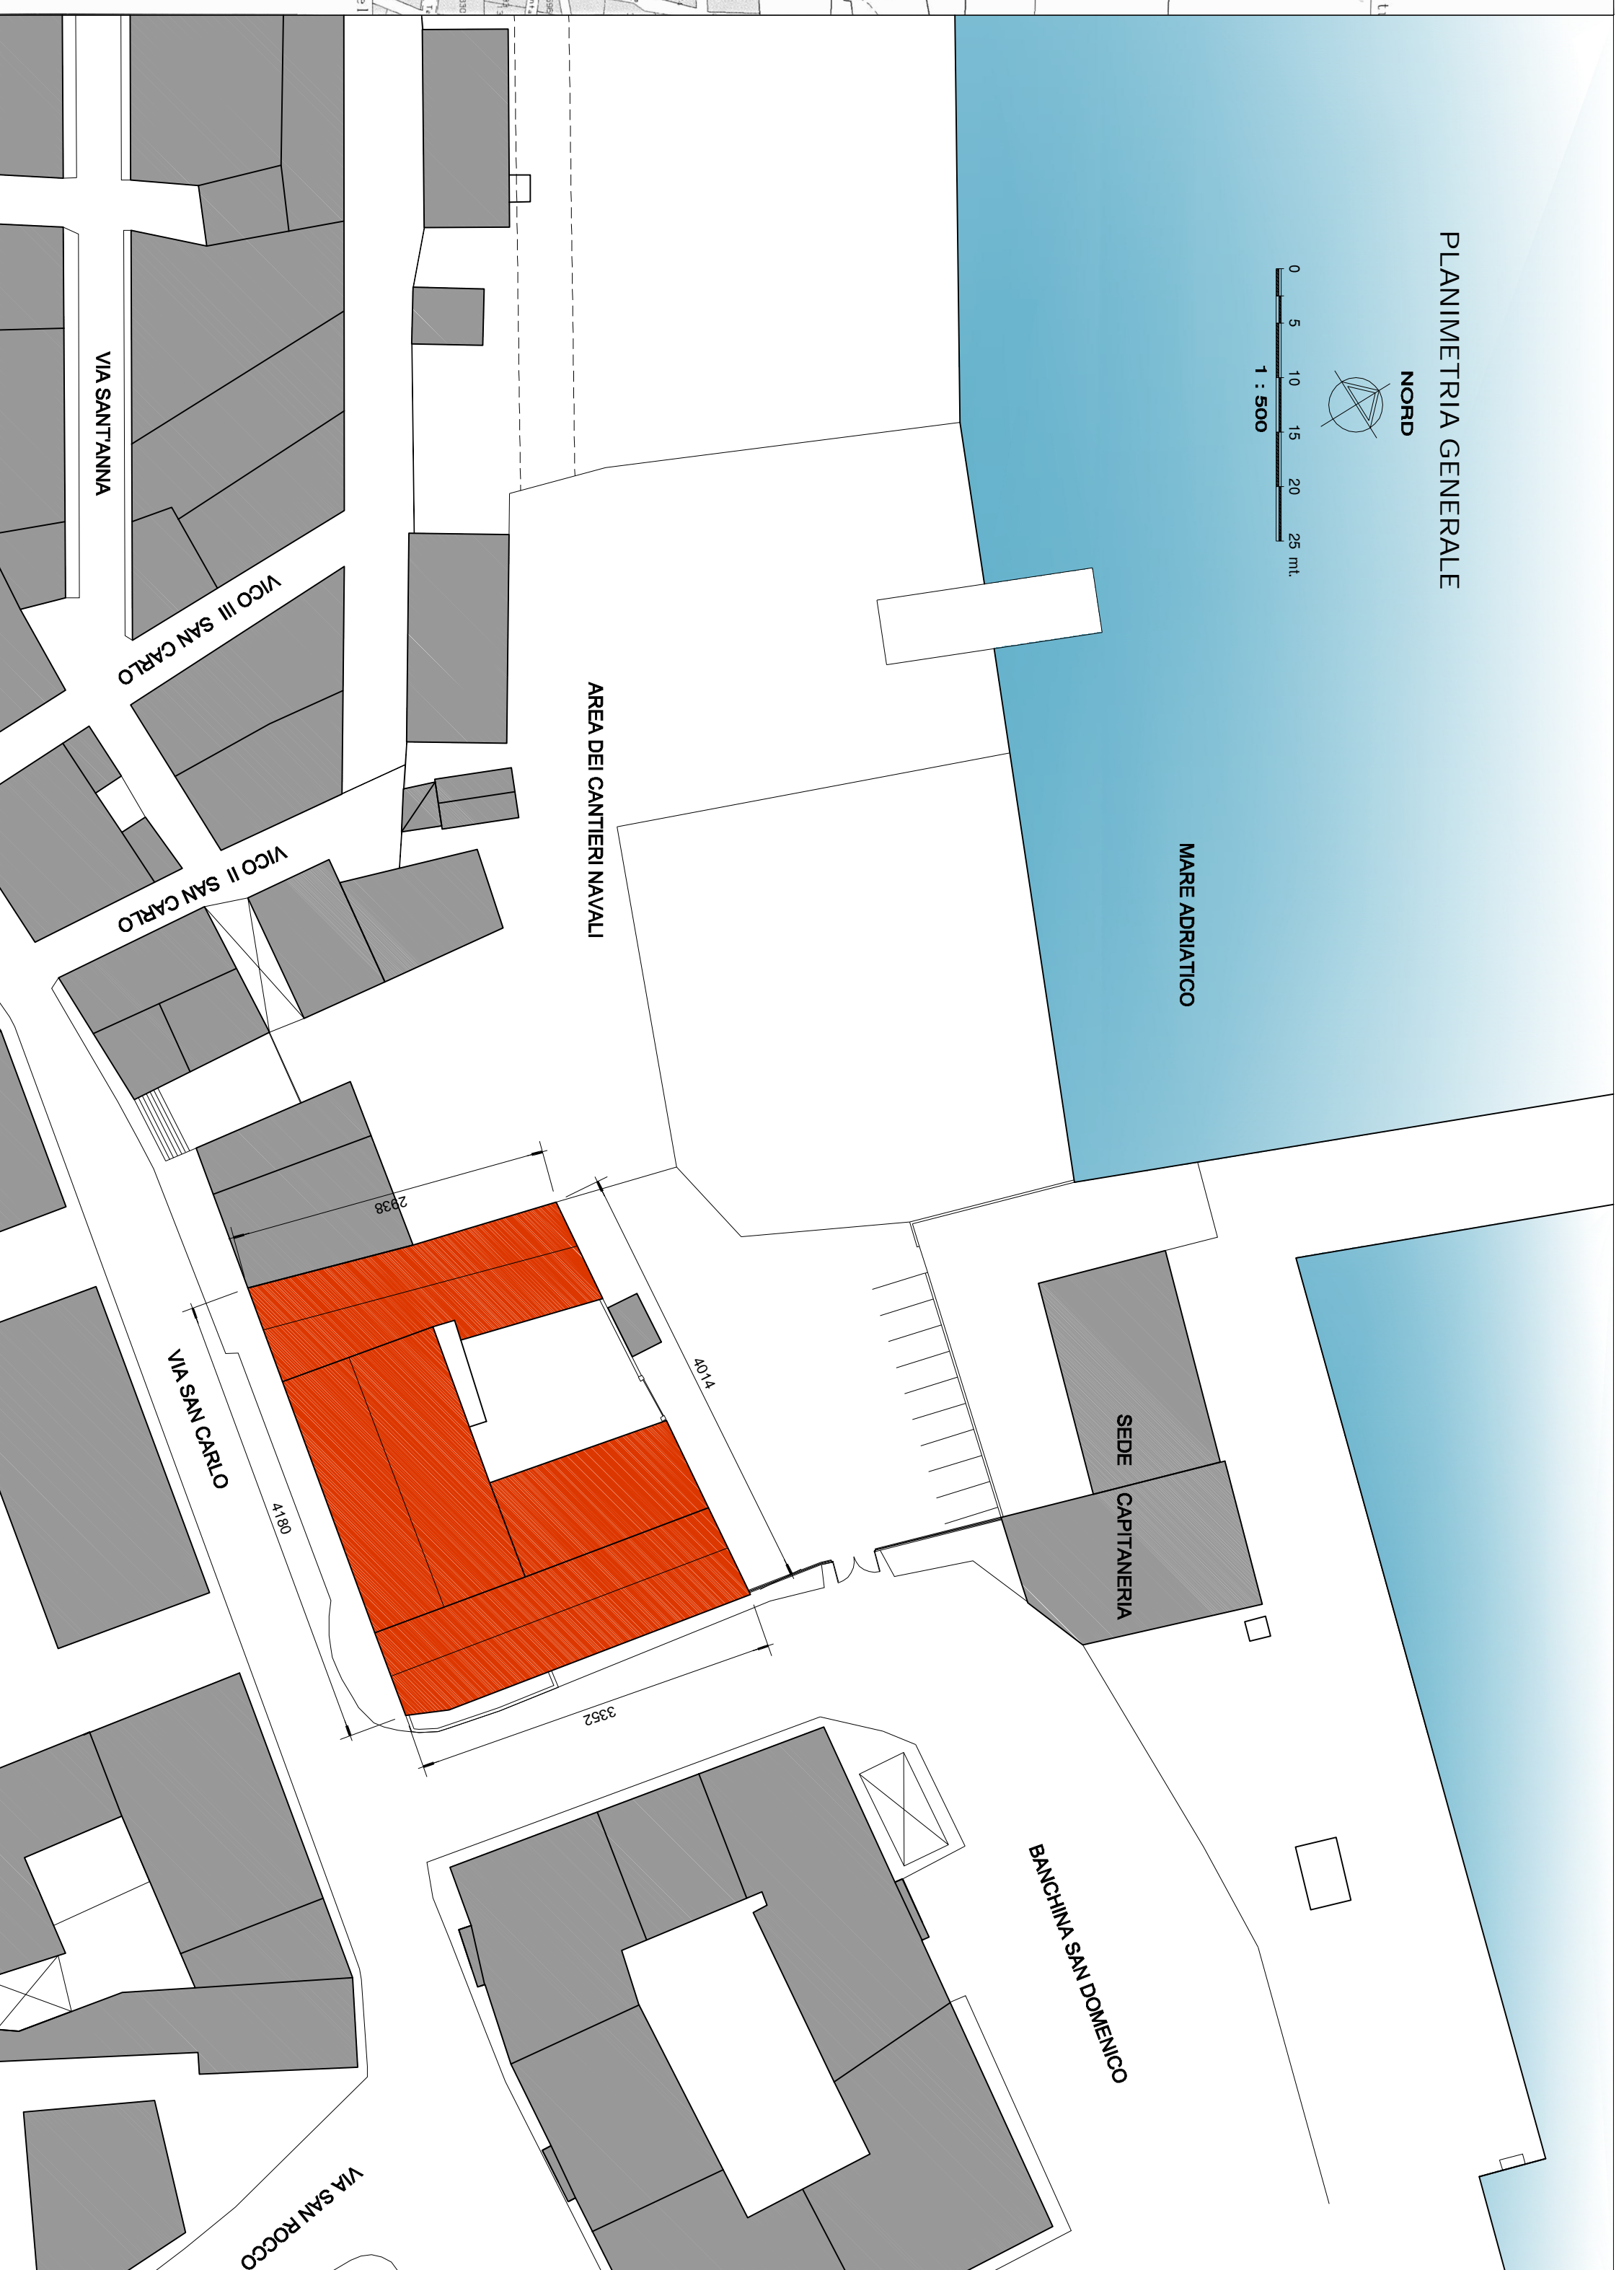 PLANIMETRIA GENERALE
NORD
0 5 10 15 20 25 mt.
1 : 500
MARE ADRIATICO
AREA DEI CANTIERI NAVALI
VIA SANT'ANNA
VICO III SAN CARLO
VICO II SAN CARLO
2938
4014
VIA SAN CARLO
4180
3352
SEDE CAPITANERIA
BANCHINA SAN DOMENICO
VIA SAN ROCCO